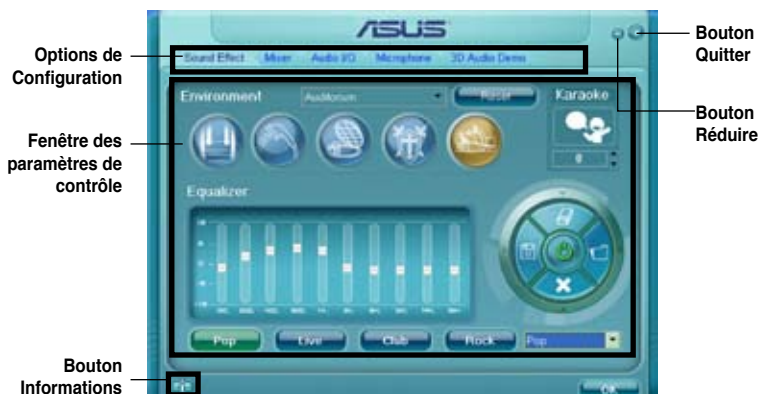 ASUS
Bouton
Quitter
Options de
Configuration
Sound Effect Mixer Audio I/O Microphone 3D Audio Demo
Bouton
Réduire
Environment Auditorium Reset Karaoke
0
Fenêtre des
paramètres de
contrôle
Equalizer
Pop Live Club Rock Pop
Bouton
Informations
OK